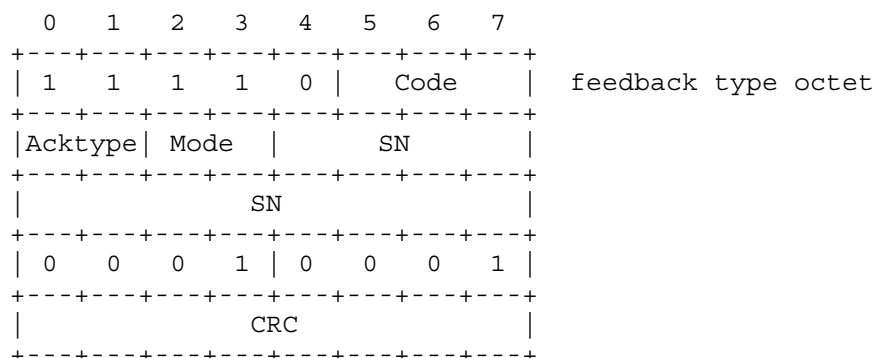 0   1   2   3   4   5   6   7
+---+---+---+---+---+---+---+---+
| 1   1   1   1   0 |   Code    |  feedback type octet
+---+---+---+---+---+---+---+---+
|Acktype| Mode  |      SN       |
+---+---+---+---+---+---+---+---+
|              SN               |
+---+---+---+---+---+---+---+---+
| 0   0   0   1 | 0   0   0   1 |
+---+---+---+---+---+---+---+---+
|              CRC              |
+---+---+---+---+---+---+---+---+